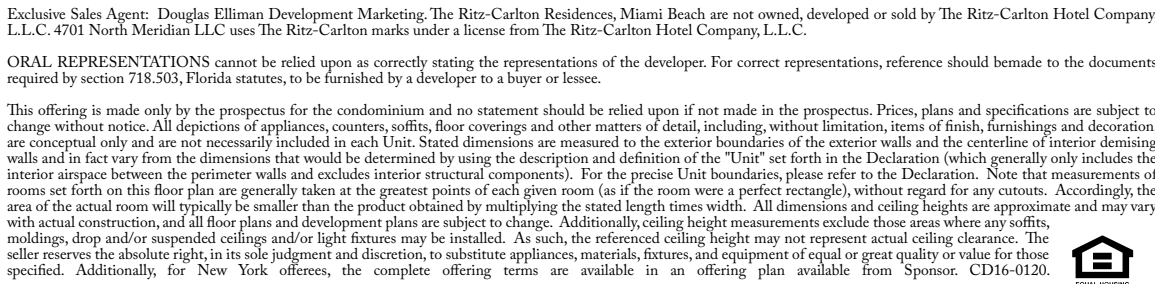 Exclusive Sales Agent: Douglas Elliman Development Marketing. The Ritz-Carlton Residences, Miami Beach are not owned, developed or sold by The Ritz-Carlton Hotel Company
L.L.C. 4701 North Meridian LLC uses The Ritz-Carlton marks under a license from The Ritz-Carlton Hotel Company, L.L.C.
ORAL REPRESENTATIONS cannot be relied upon as correctly stating the representations of the developer. For correct representations, reference should bemade to the documents
required by section 718.503, Florida statutes, to be furnished by a developer to a buyer or lessee.
This offering is made only by the prospectus for the condominium and no statement should be relied upon if not made in the prospectus. Prices, plans and specifications are subject to
change without notice. All depictions of appliances, counters, soffits, floor coverings and other matters of detail, including, without limitation, items of finish, furnishings and decoration
are conceptual only and are not necessarily included in each Unit. Stated dimensions are measured to the exterior boundaries of the exterior walls and the centerline of interior demising
walls and in fact vary from the dimensions that would be determined by using the description and definition of the "Unit" set forth in the Declaration (which generally only includes the
interior airspace between the perimeter walls and excludes interior structural components). For the precise Unit boundaries, please refer to the Declaration. Note that measurements of
rooms set forth on this floor plan are generally taken at the greatest points of each given room (as if the room were a perfect rectangle), without regard for any cutouts. Accordingly, the
area of the actual room will typically be smaller than the product obtained by multiplying the stated length times width. All dimensions and ceiling heights are approximate and may vary
with actual construction, and all floor plans and development plans are subject to change. Additionally, ceiling height measurements exclude those areas where any soffits,
moldings, drop and/or suspended ceilings and/or light fixtures may be installed. As such, the referenced ceiling height may not represent actual ceiling clearance. The
seller reserves the absolute right, in its sole judgment and discretion, to substitute appliances, materials, fixtures, and equipment of equal or great quality or value for those
specified. Additionally, for New York offerees, the complete offering terms are available in an offering plan available from Sponsor. CD16-0120.